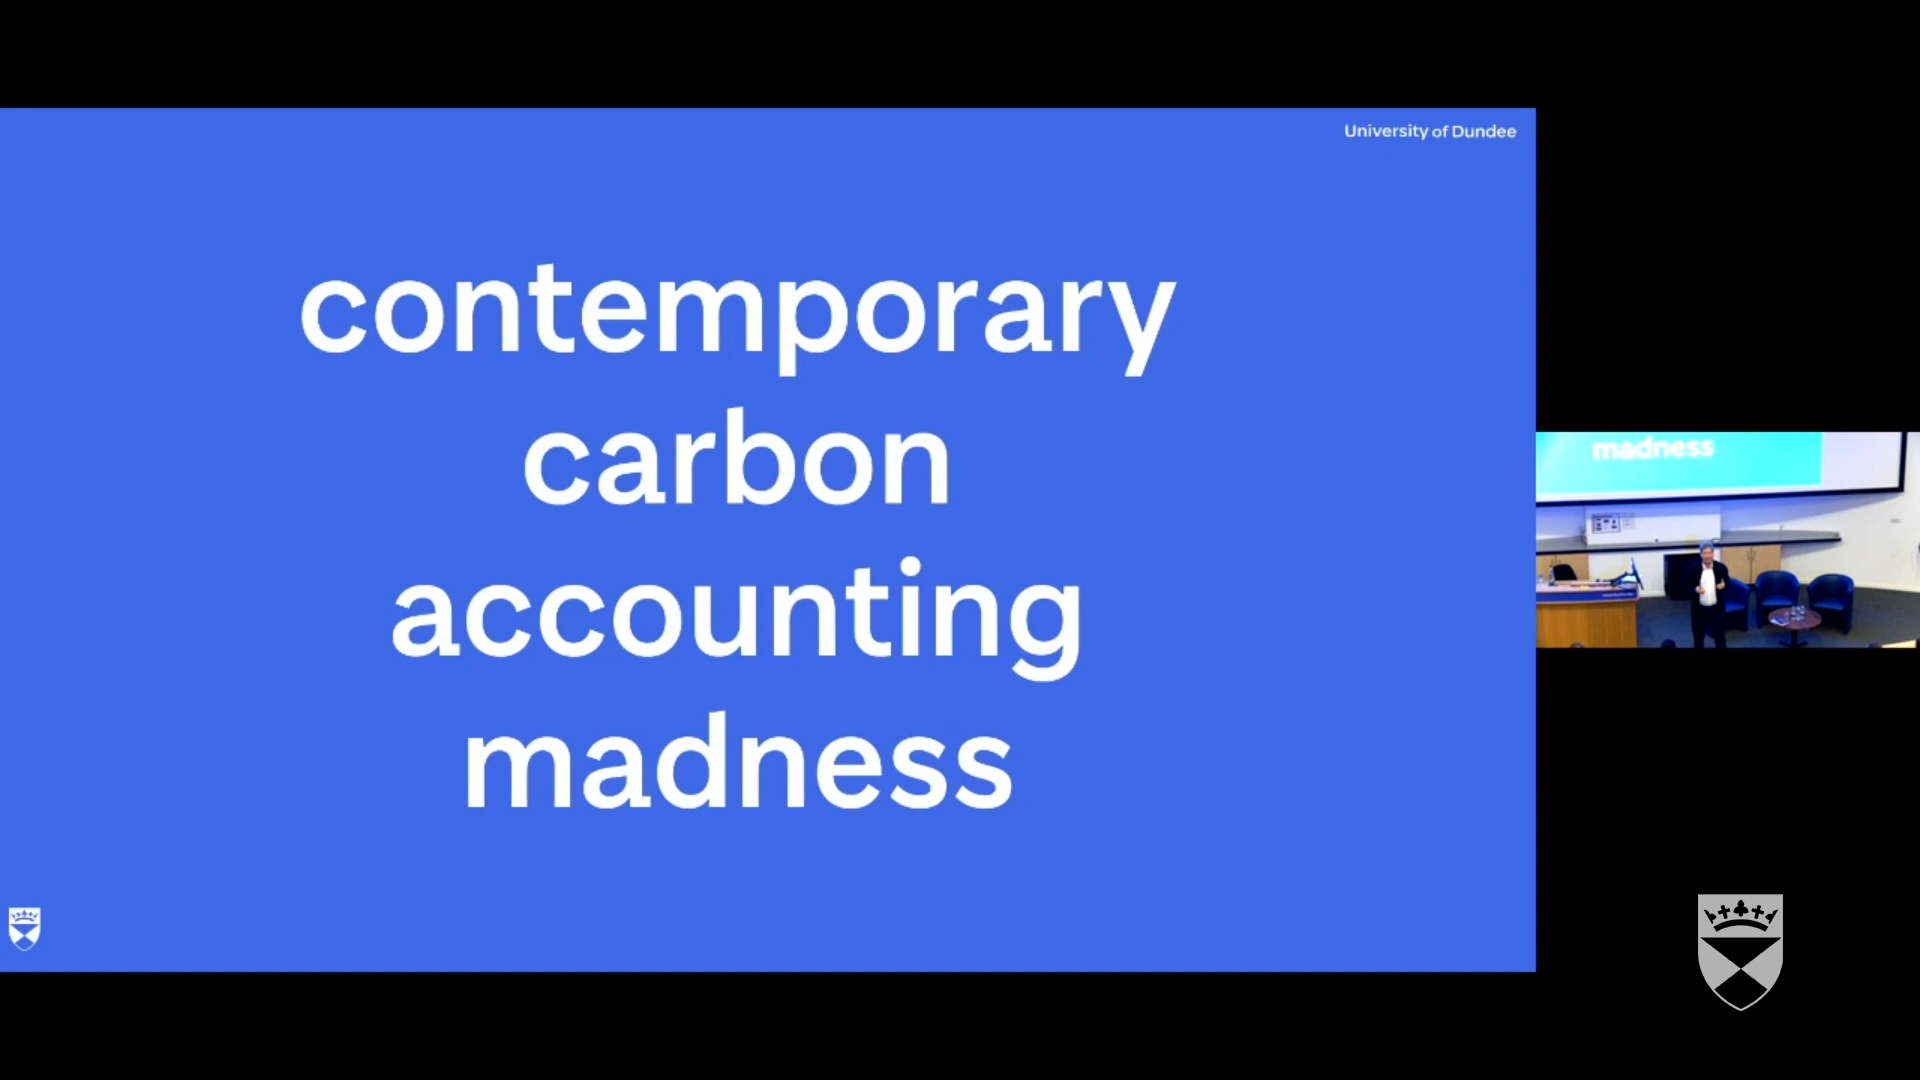 University of Dundee
contemporary
carbon
accounting
madness
madness